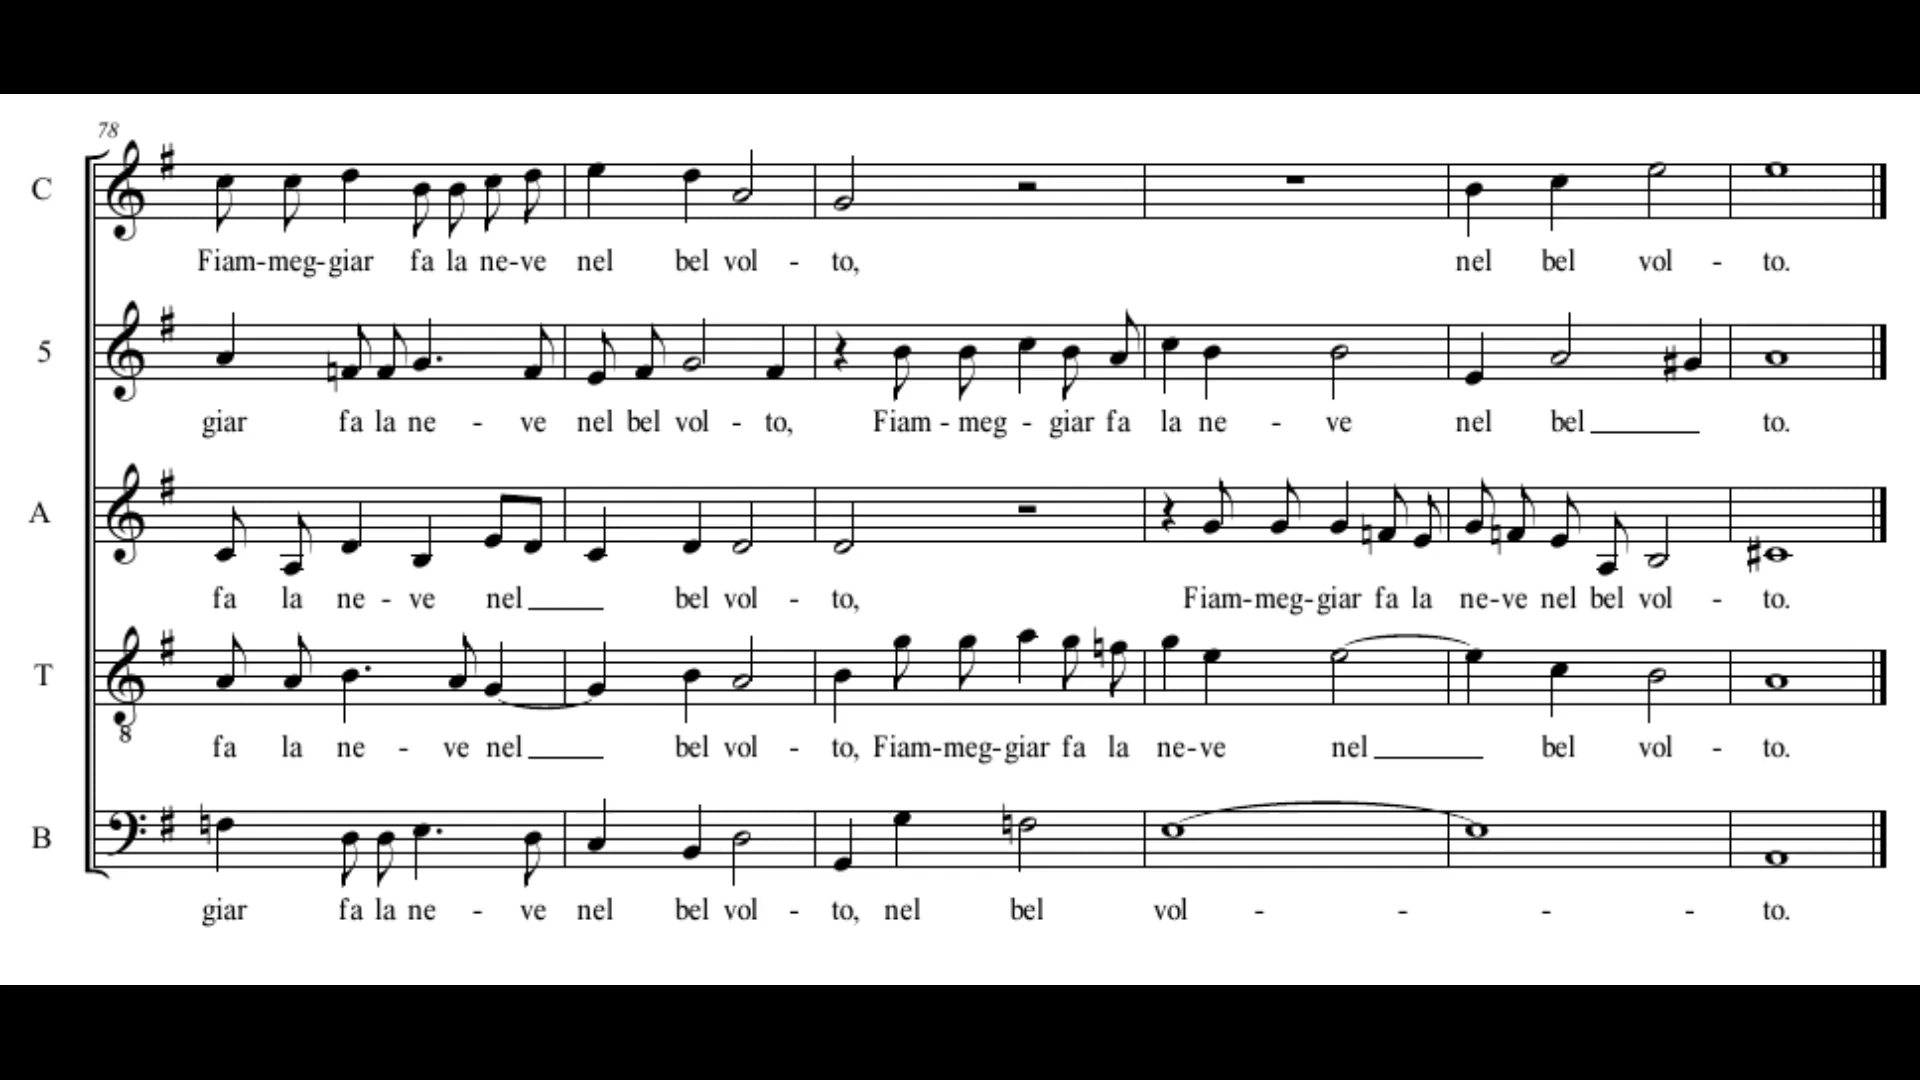 78
C
Fiam-meg-giar fa la ne-ve nel bel vol - to, nel bel vol - to.
5
giar fa la ne - ve nel bel vol - to, Fiam - meg - giar fa la ne - ve nel bel to.
A
fa la ne - ve nel bel vol - to, Fiam-meg-giar fa la ne-ve nel bel vol - to.
T
8
fa la ne - ve nel bel vol - to, Fiam-meg-giar fa la ne-ve nel bel vol - to.
B
giar fa la ne - ve nel bel vol - to, nel bel vol - - - - to.